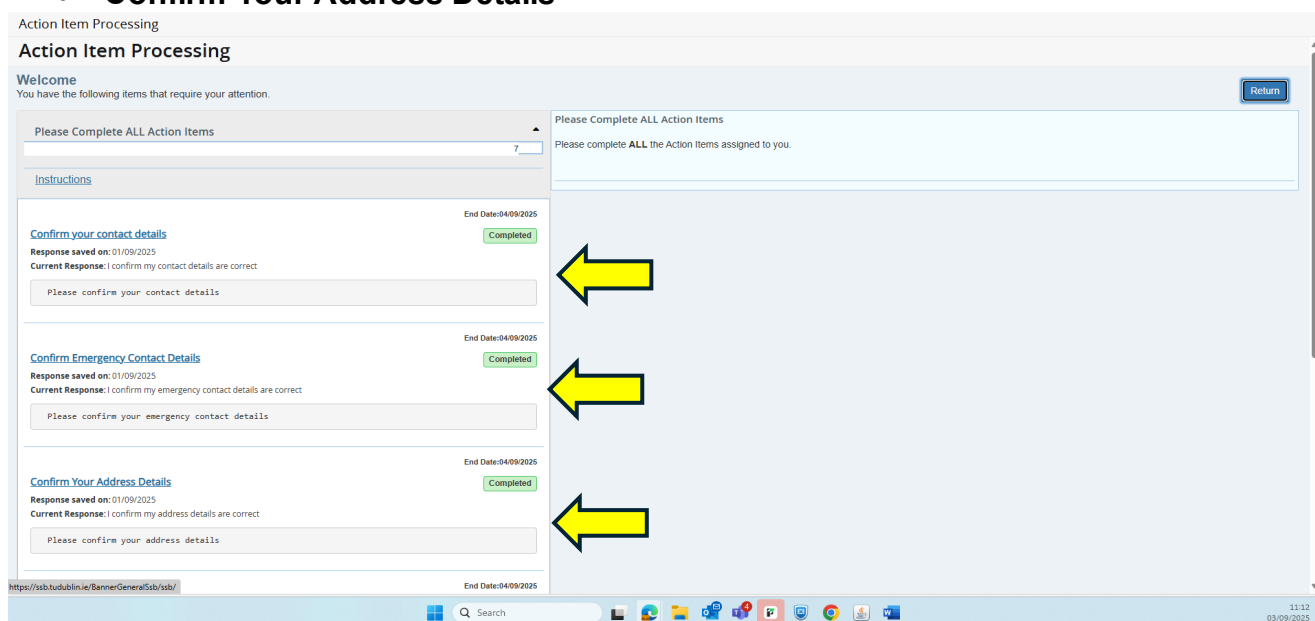 Confirm Your Address Details
Action Item Processing
Action Item Processing
Welcome
You have the following items that require your attention.
Return
Please Complete ALL Action Items
7
Instructions
Please Complete ALL Action Items
Please complete ALL the Action Items assigned to you.
End Date:04/09/2025
Confirm your contact details
Completed
Response saved on: 01/09/2025
Current Response: I confirm my contact details are correct
Please confirm your contact details
End Date:04/09/2025
Confirm Emergency Contact Details
Completed
Response saved on: 01/09/2025
Current Response: I confirm my emergency contact details are correct
Please confirm your emergency contact details
End Date:04/09/2025
Confirm Your Address Details
Completed
Response saved on: 01/09/2025
Current Response: I confirm my address details are correct
Please confirm your address details
https://ssb.tudublin.ie/BannerGeneralSsb/ssb/
End Date:04/09/2025
Search
4
11:12
03/09/2025